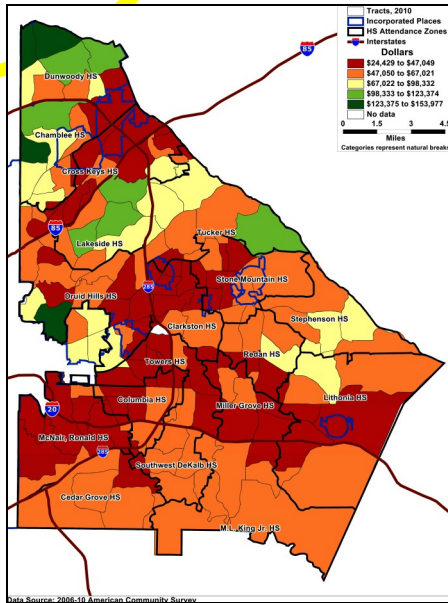 Tracts, 2010
Incorporated Places
HS Attendance Zones
Interstates
Dollars
$24,429 to $47,049
$47,050 to $67,021
$67,022 to $98,332
$98,333 to $123,374
$123,375 to $153,977
No data
0 1.5 3 4.5
Miles
Categories represent natural breaks
85
Dunwoody HS
Chamblee HS
Cross Keys HS
85
Lakeside HS
Tucker HS
Stone Mountain HS
285
Druid Hills HS
Clarkston HS
Stephenson HS
Redan HS
Towers HS
Lithonia HS
Columbia HS
Miller Grove HS
20
McNair, Ronald HS
285
Southwest DeKalb HS
Cedar Grove HS
M.L. King Jr. HS
Data Source: 2006-10 American Community Survey